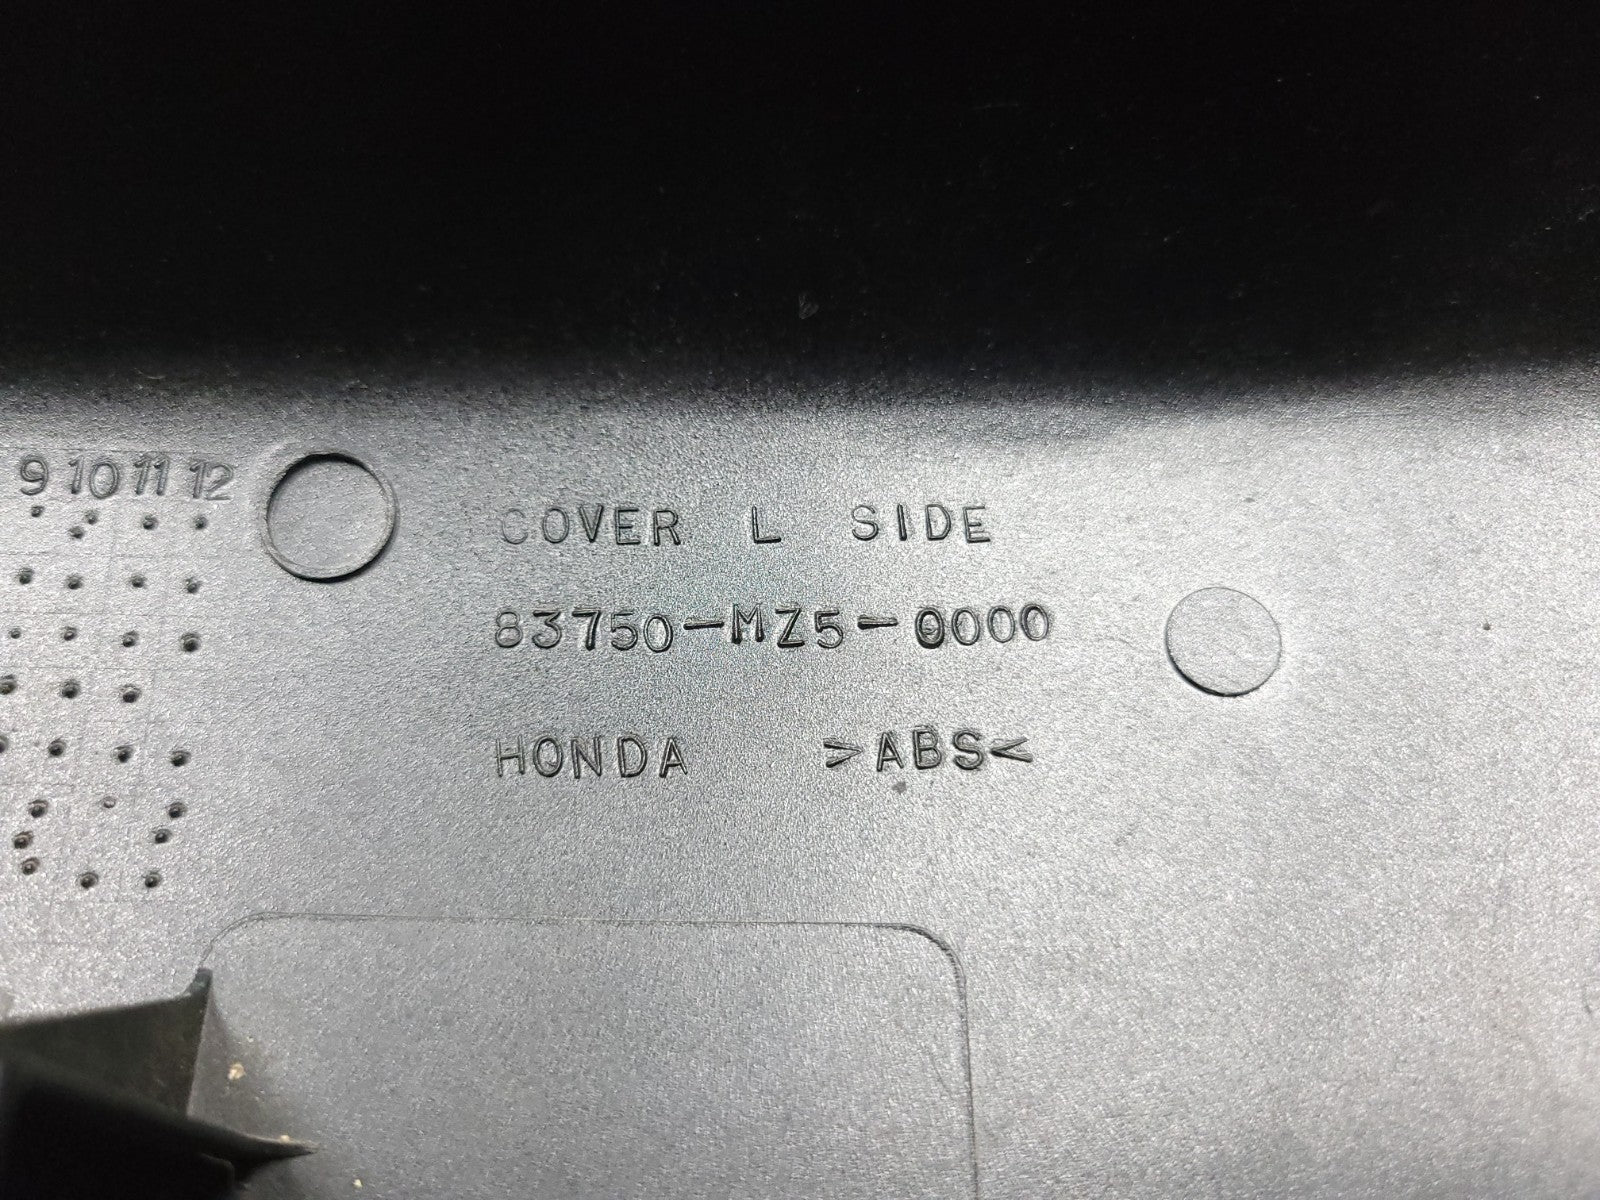 9 10 11 12
COVER L SIDE
83750-MZ5-0000
HONDA >ABS<